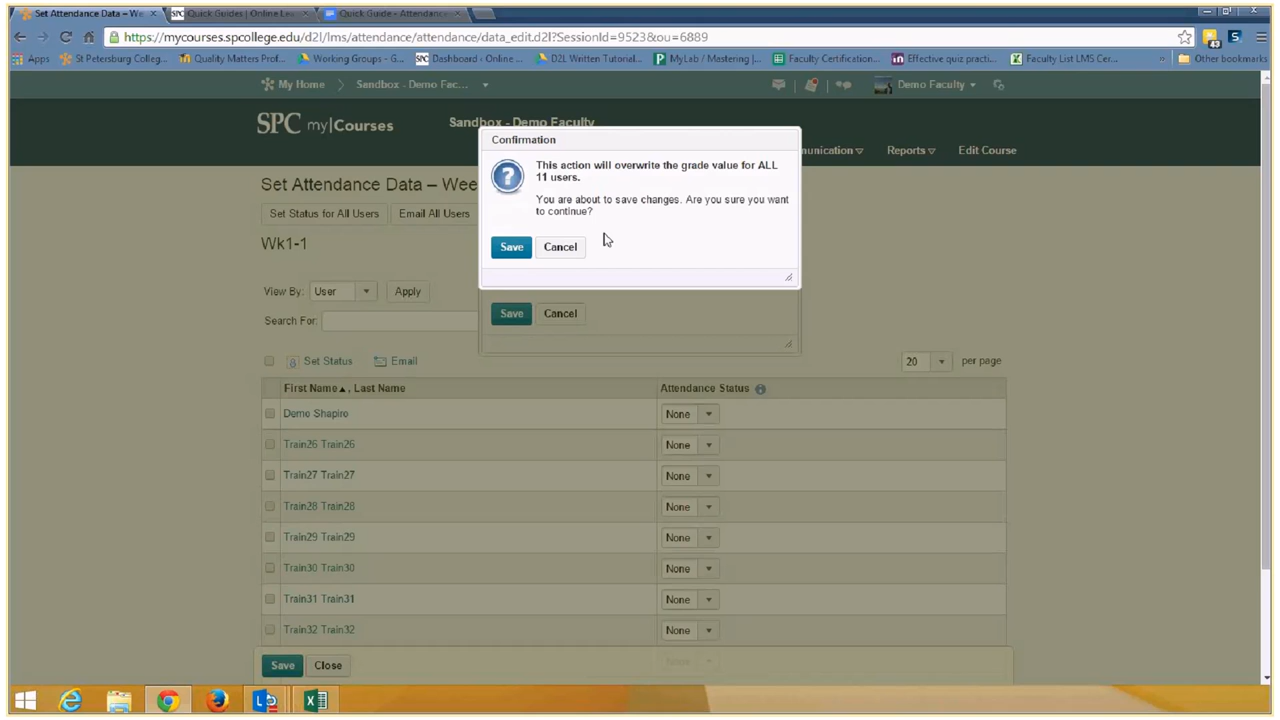 Set Attendance Data – We
Quick Guides | Online Le
Quick Guide - Attendance
https://mycourses.spcollege.edu/d2l/lms/attendance/attendance/data_edit.d2l?SessionId=9523&ou=6889
Apps
St Petersburg Colleg...
Quality Matters Prof...
Working Groups - G...
SPC Dashboard ‹ Online ...
D2L Written Tutorial...
MyLab / Mastering |...
Faculty Certification...
Effective quiz practi...
Faculty List LMS Cer...
» Other bookmarks
My Home
Sandbox - Demo Fac...
Demo Faculty
SPC my|Courses
Sandbox - Demo Faculty
Reports
Edit Course
Confirmation
This action will overwrite the grade value for ALL
11 users.
You are about to save changes. Are you sure you want
to continue?
Save Cancel
Set Attendance Data – Wee
Set Status for All Users
Email All Users
Wk1-1
View By: User Apply
Search For:
Save Cancel
Set Status Email
20 per page
First Name, Last Name Attendance Status
Demo Shapiro None
Train26 Train26 None
Train27 Train27 None
Train28 Train28 None
Train29 Train29 None
Train30 Train30 None
Train31 Train31 None
Train32 Train32 None
None
Save Close